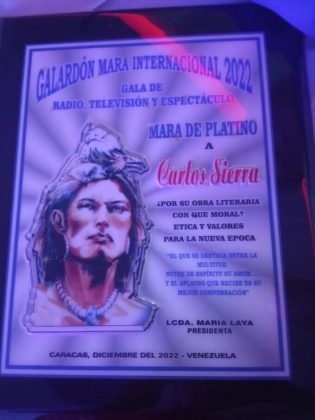 GALARDÓN MARA INTERNACIONAL 2022
GALA DE
RADIO, TELEVISIÓN Y ESPECTÁCULO
MARA DE PLATINO
A
Carlos Sierra
¿POR SU OBRA LITERARIA
CON QUE MORAL?
ETICA Y VALORES
PARA LA NUEVA EPOCA
"EL QUE SE DESTACA ENTRE LA
MULTITUD
NUTRE DE ESPÍRITU SU AMOR.
Y EL APLAUSO QUE RECIBE ES SU
MEJOR COMPENSACIÓN"
LCDA. MARÍA LAYA
PRESIDENTA
CARACAS, DICIEMBRE DEL 2022 - VENEZUELA